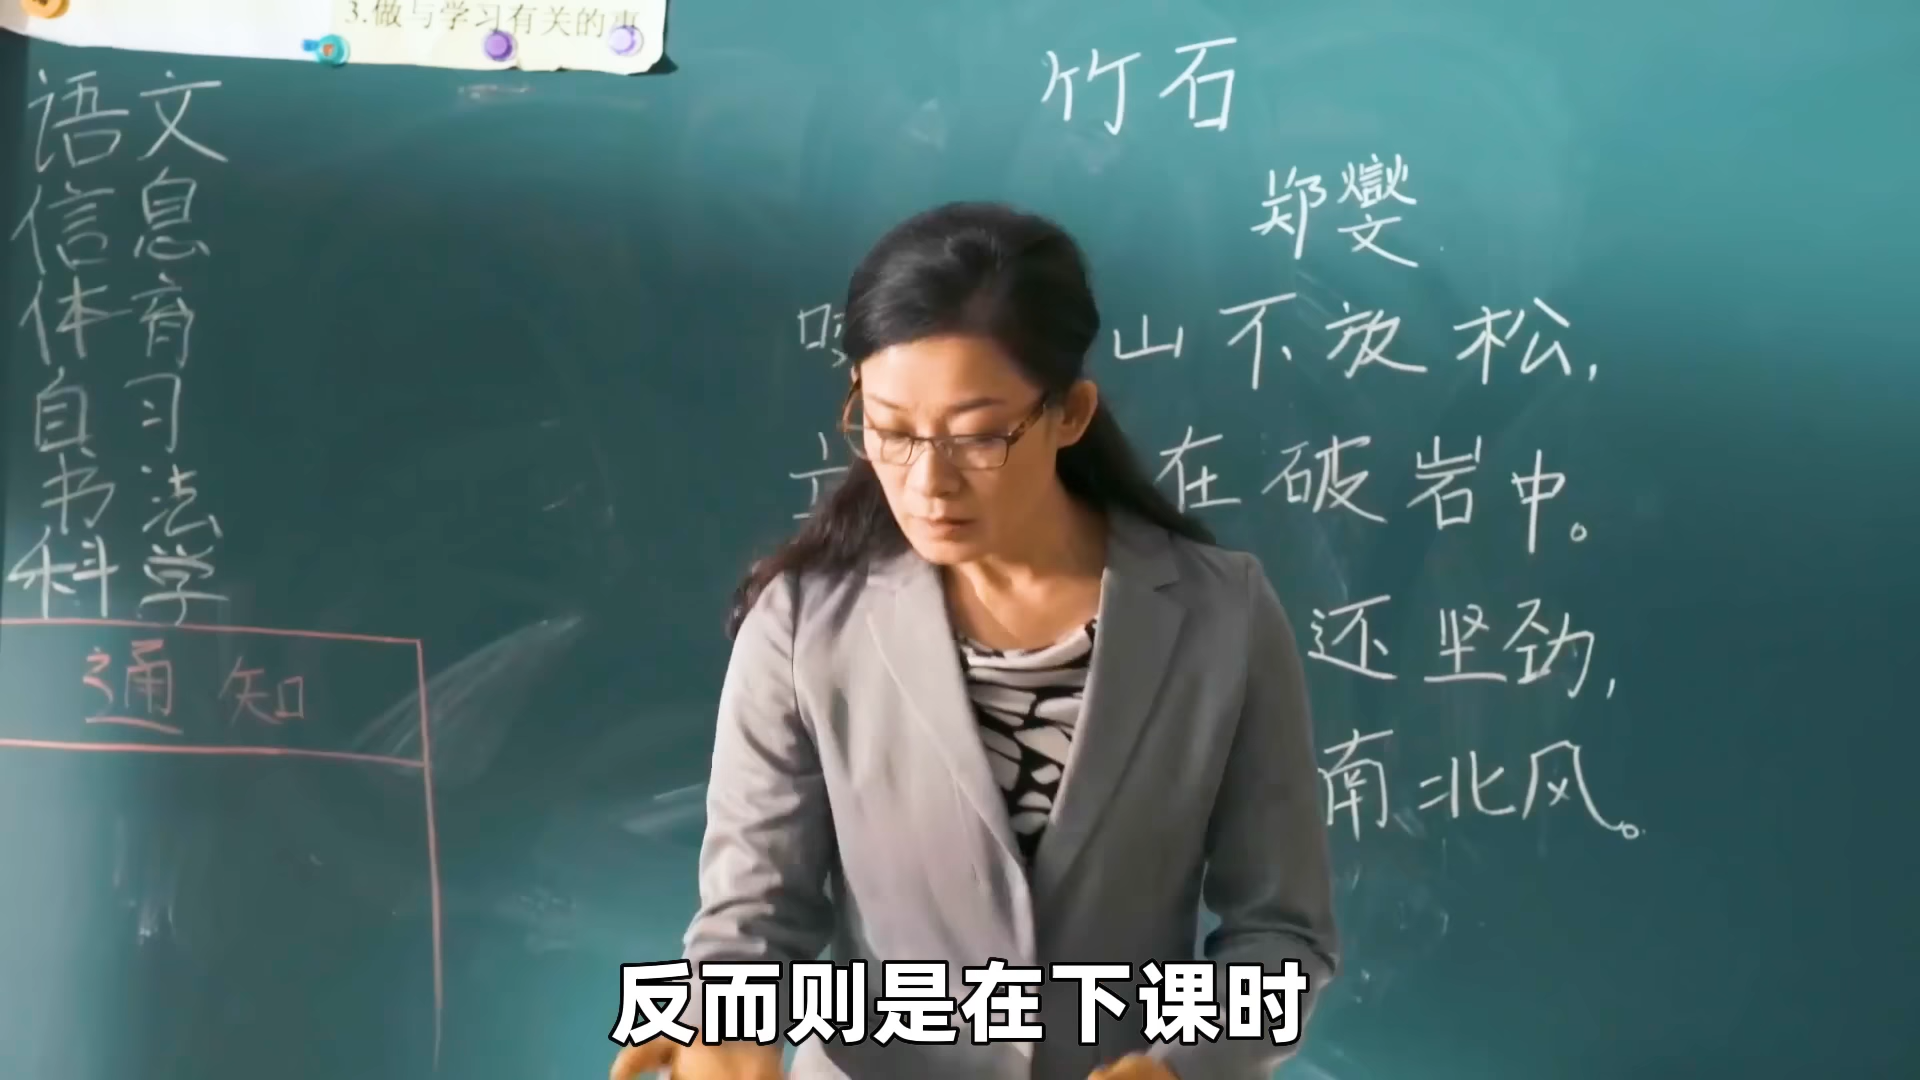 3.做与学习有关的事
语文
信息
体育
自习
书法
科学
通知
竹石
郑燮
咬 山不放松,
立 在破岩中。
还坚劲,
南北风。
反而则是在下课时